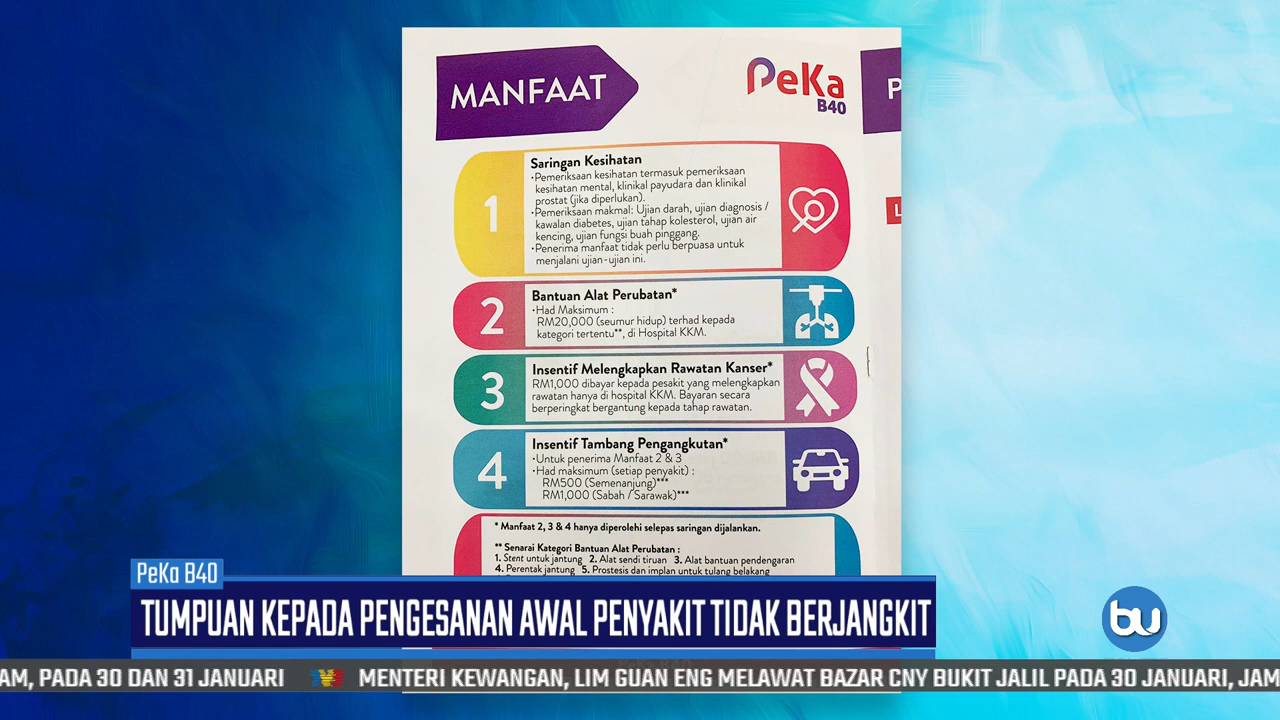 MANFAAT
PeKa
B40
P
L
1
Saringan Kesihatan
•Pemeriksaan kesihatan termasuk pemeriksaan
kesihatan mental, klinikal payudara dan klinikal
prostat (jika diperlukan).
•Pemeriksaan makmal: Ujian darah, ujian diagnosis /
kawalan diabetes, ujian tahap kolesterol, ujian air
kencing, ujian fungsi buah pinggang.
•Penerima manfaat tidak perlu berpuasa untuk
menjalani ujian-ujian ini.
2
Bantuan Alat Perubatan*
•Had Maksimum :
RM20,000 (seumur hidup) terhad kepada
kategori tertentu**, di Hospital KKM.
3
Insentif Melengkapkan Rawatan Kanser*
RM1,000 dibayar kepada pesakit yang melengkapkan
rawatan hanya di hospital KKM. Bayaran secara
berperingkat bergantung kepada tahap rawatan.
4
Insentif Tambang Pengangkutan*
•Untuk penerima Manfaat 2 & 3
•Had maksimum (setiap penyakit) :
RM500 (Semenanjung)***
RM1,000 (Sabah / Sarawak)***
* Manfaat 2, 3 & 4 hanya diperolehi selepas saringan dijalankan.
** Senarai Kategori Bantuan Alat Perubatan :
1. Stent untuk jantung 2. Alat sendi tiruan 3. Alat bantuan pendengaran
4. Perentak jantung 5. Prostesis dan implan untuk tulang belakang
PeKa B40
TUMPUAN KEPADA PENGESANAN AWAL PENYAKIT TIDAK BERJANGKIT
bu
AM, PADA 30 DAN 31 JANUARI MENTERI KEWANGAN, LIM GUAN ENG MELAWAT BAZAR CNY BUKIT JALIL PADA 30 JANUARI, JAM